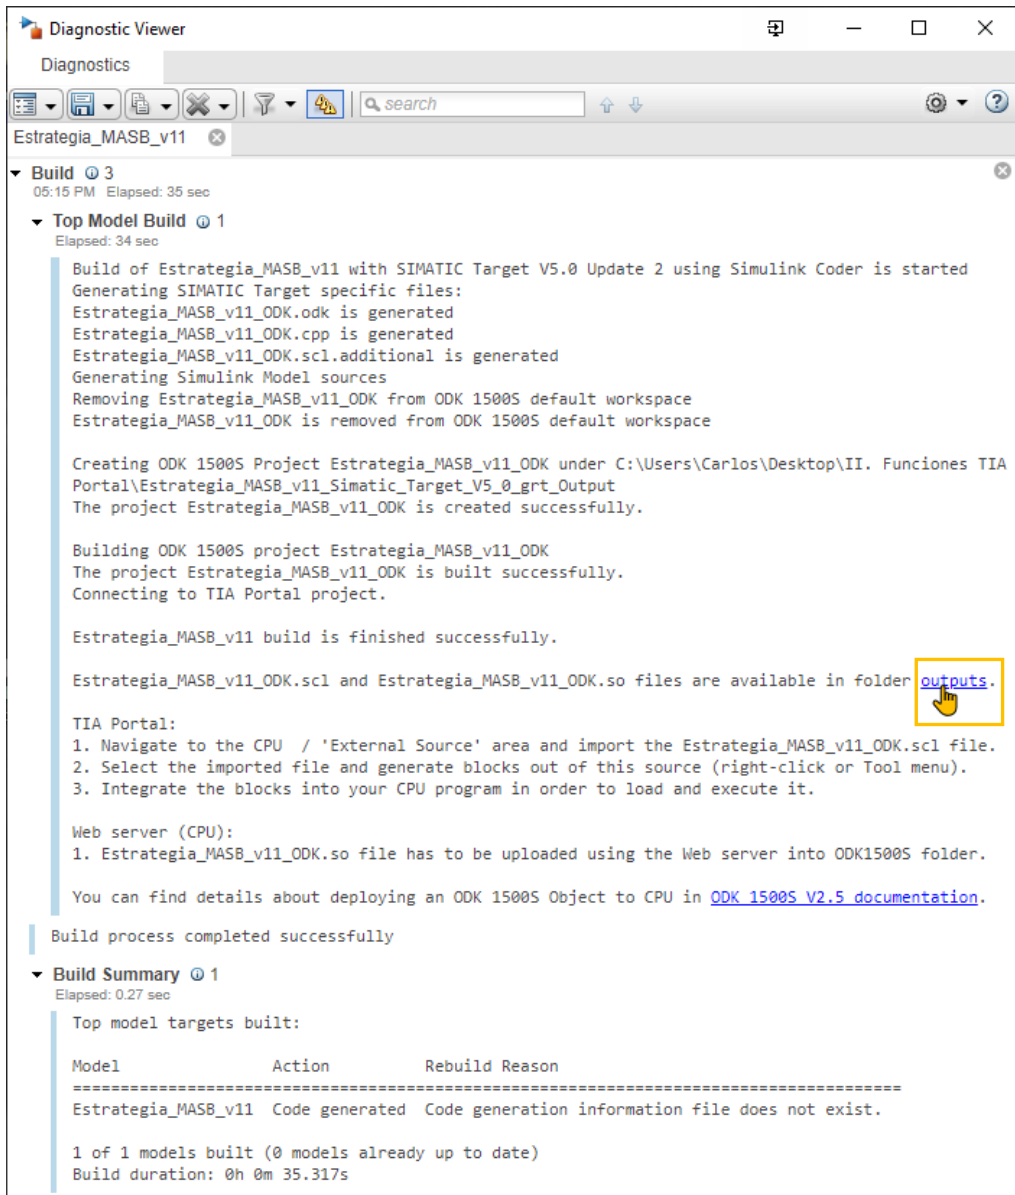 Diagnostic Viewer
Diagnostics
search
Estrategia_MASB_v11
Build 3
05:15 PM Elapsed: 35 sec
Top Model Build 1
Elapsed: 34 sec
Build of Estrategia_MASB_v11 with SIMATIC Target V5.0 Update 2 using Simulink Coder is started
Generating SIMATIC Target specific files:
Estrategia_MASB_v11_ODK.odk is generated
Estrategia_MASB_v11_ODK.cpp is generated
Estrategia_MASB_v11_ODK.scl.additional is generated
Generating Simulink Model sources
Removing Estrategia_MASB_v11_ODK from ODK 1500S default workspace
Estrategia_MASB_v11_ODK is removed from ODK 1500S default workspace
Creating ODK 1500S Project Estrategia_MASB_v11_ODK under C:\Users\Carlos\Desktop\II. Funciones TIA
Portal\Estrategia_MASB_v11_Simatic_Target_V5_0_grt_Output
The project Estrategia_MASB_v11_ODK is created successfully.
Building ODK 1500S project Estrategia_MASB_v11_ODK
The project Estrategia_MASB_v11_ODK is built successfully.
Connecting to TIA Portal project.
Estrategia_MASB_v11 build is finished successfully.
Estrategia_MASB_v11_ODK.scl and Estrategia_MASB_v11_ODK.so files are available in folder outputs.
TIA Portal:
1. Navigate to the CPU / 'External Source' area and import the Estrategia_MASB_v11_ODK.scl file.
2. Select the imported file and generate blocks out of this source (right-click or Tool menu).
3. Integrate the blocks into your CPU program in order to load and execute it.
Web server (CPU):
1. Estrategia_MASB_v11_ODK.so file has to be uploaded using the Web server into ODK1500S folder.
You can find details about deploying an ODK 1500S Object to CPU in ODK 1500S V2.5 documentation.
Build process completed successfully
Build Summary 1
Elapsed: 0.27 sec
Top model targets built:
Model Action Rebuild Reason
======================================================================================
Estrategia_MASB_v11 Code generated Code generation information file does not exist.
1 of 1 models built (0 models already up to date)
Build duration: 0h 0m 35.317s